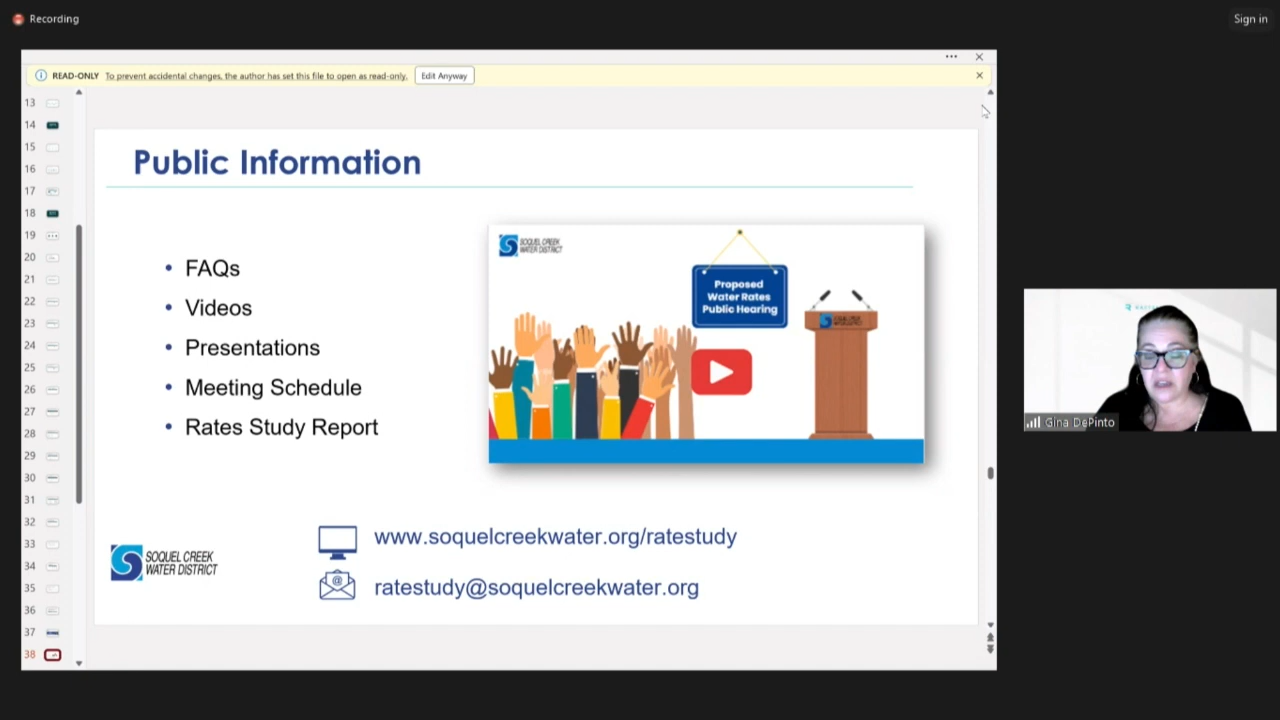 Recording
Sign in
READ-ONLY To prevent accidental changes, the author has set this file to open as read-only. Edit Anyway
13
14
15
16
17
18
19
20
21
22
23
24
25
26
27
28
29
30
31
32
33
34
35
36
37
38
Public Information
• FAQs
• Videos
• Presentations
• Meeting Schedule
• Rates Study Report
SOQUEL CREEK
WATER DISTRICT
Proposed
Water Rates
Public Hearing
SOQUEL CREEK
WATER DISTRICT
www.soquelcreekwater.org/ratestudy
ratestudy@soquelcreekwater.org
SOQUEL CREEK
WATER DISTRICT
Gina DePinto